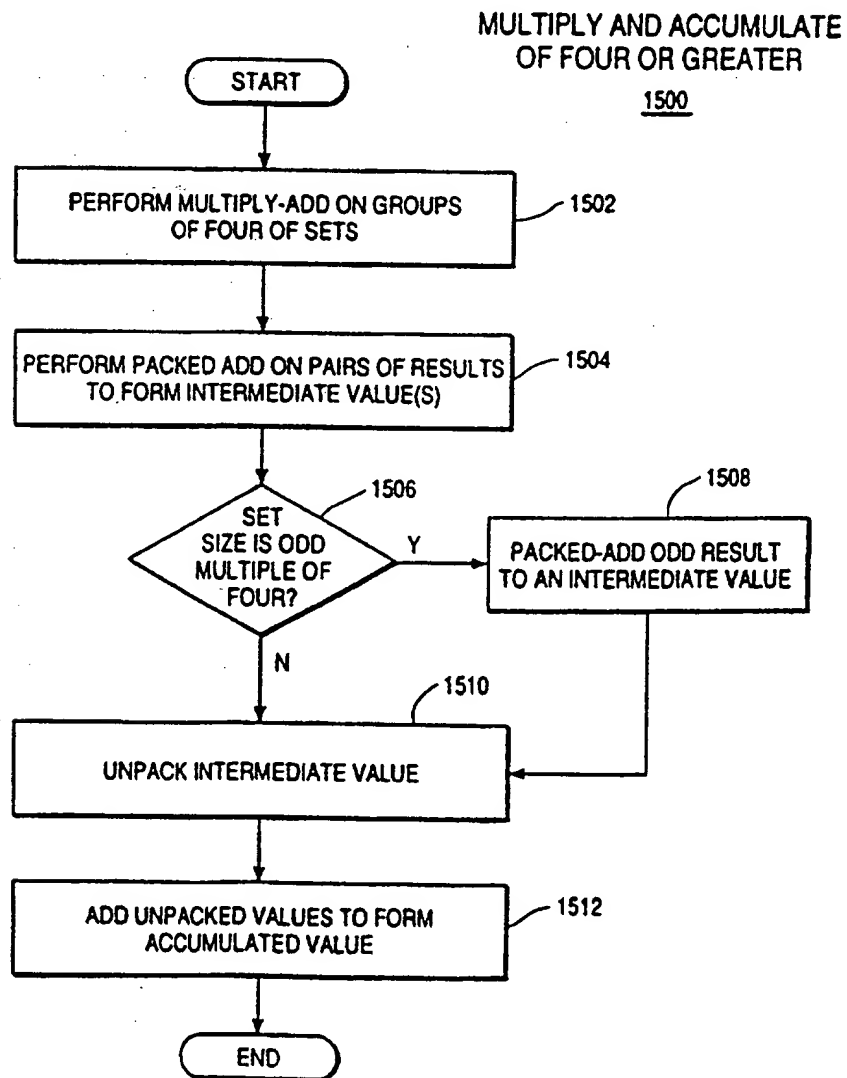 MULTIPLY AND ACCUMULATE
OF FOUR OR GREATER
1500
START
PERFORM MULTIPLY-ADD ON GROUPS
OF FOUR OF SETS
1502
PERFORM PACKED ADD ON PAIRS OF RESULTS
TO FORM INTERMEDIATE VALUE(S)
1504
1506
SET
SIZE IS ODD
MULTIPLE OF
FOUR?
Y
N
1508
PACKED-ADD ODD RESULT
TO AN INTERMEDIATE VALUE
1510
UNPACK INTERMEDIATE VALUE
ADD UNPACKED VALUES TO FORM
ACCUMULATED VALUE
1512
END